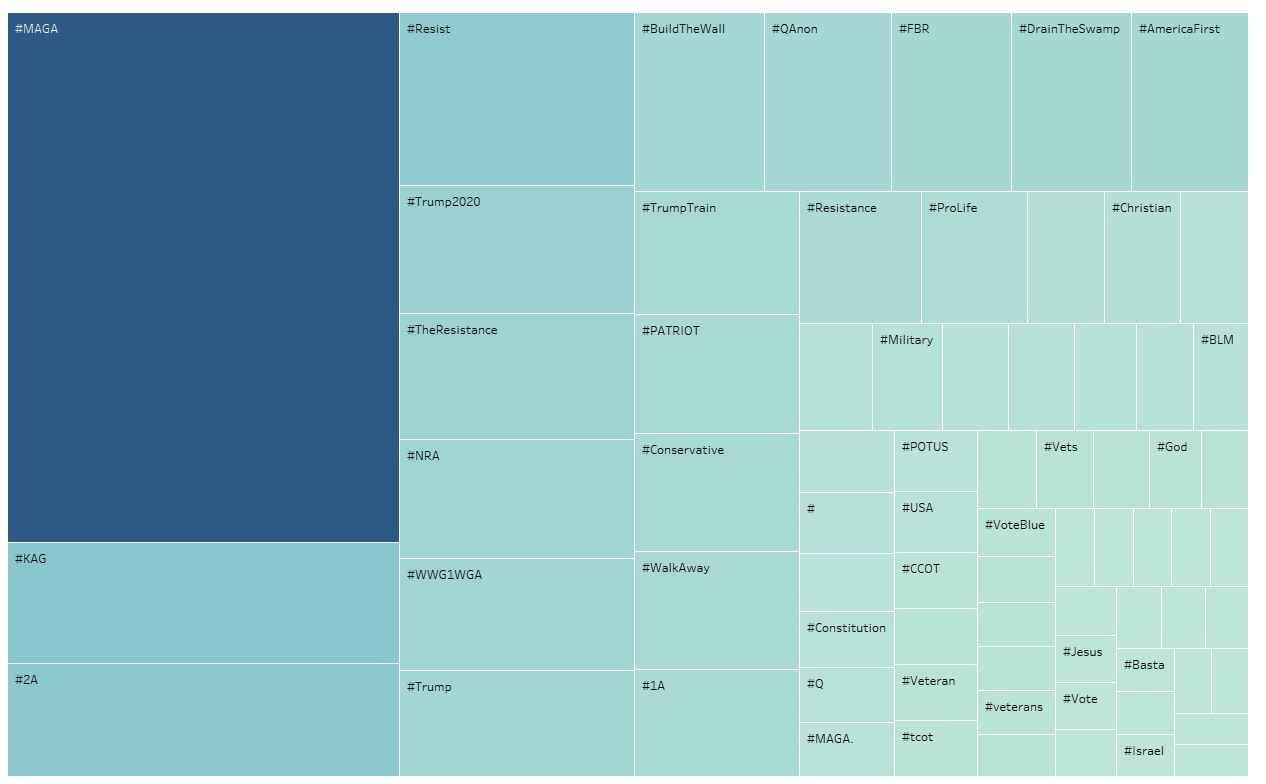 #MAGA
#KAG
#2A
#Resist
#Trump2020
#TheResistance
#NRA
#WWG1WGA
#Trump
#BuildTheWall
#QAnon
#FBR
#DrainTheSwamp
#AmericaFirst
#TrumpTrain
#PATRIOT
#Conservative
#WalkAway
#1A
#Resistance
#ProLife
#Christian
#Military
#BLM
#
#Constitution
#Q
#MAGA.
#POTUS
#USA
#CCOT
#Veteran
#tcot
#Vets
#God
#VoteBlue
#veterans
#Jesus
#Vote
#Basta
#Israel